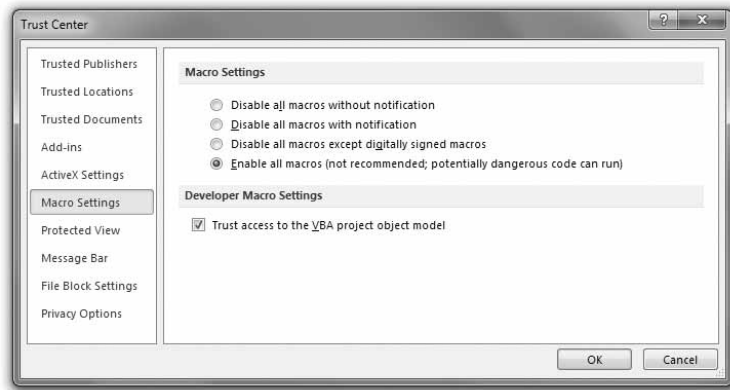 Trust Center
Trusted Publishers
Trusted Locations
Trusted Documents
Add-ins
ActiveX Settings
Macro Settings
Protected View
Message Bar
File Block Settings
Privacy Options
Macro Settings
Disable all macros without notification
Disable all macros with notification
Disable all macros except digitally signed macros
Enable all macros (not recommended; potentially dangerous code can run)
Developer Macro Settings
Trust access to the VBA project object model
OK
Cancel